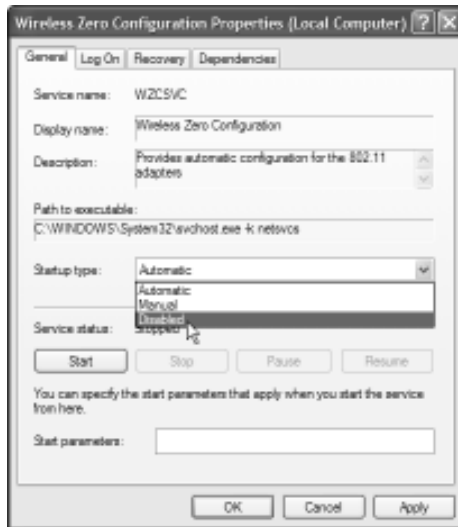 Wireless Zero Configuration Properties (Local Computer)
General Log On Recovery Dependencies
Service name: WZCSVC
Display name: Wireless Zero Configuration
Description: Provides automatic configuration for the 802.11
adapters
Path to executable:
C:\WINDOWS\System32\svchost.exe -k netsvcs
Startup type: Automatic
Automatic
Manual
Disabled
Service status: Stopped
Start Stop Pause Resume
You can specify the start parameters that apply when you start the service
from here.
Start parameters:
OK Cancel Apply